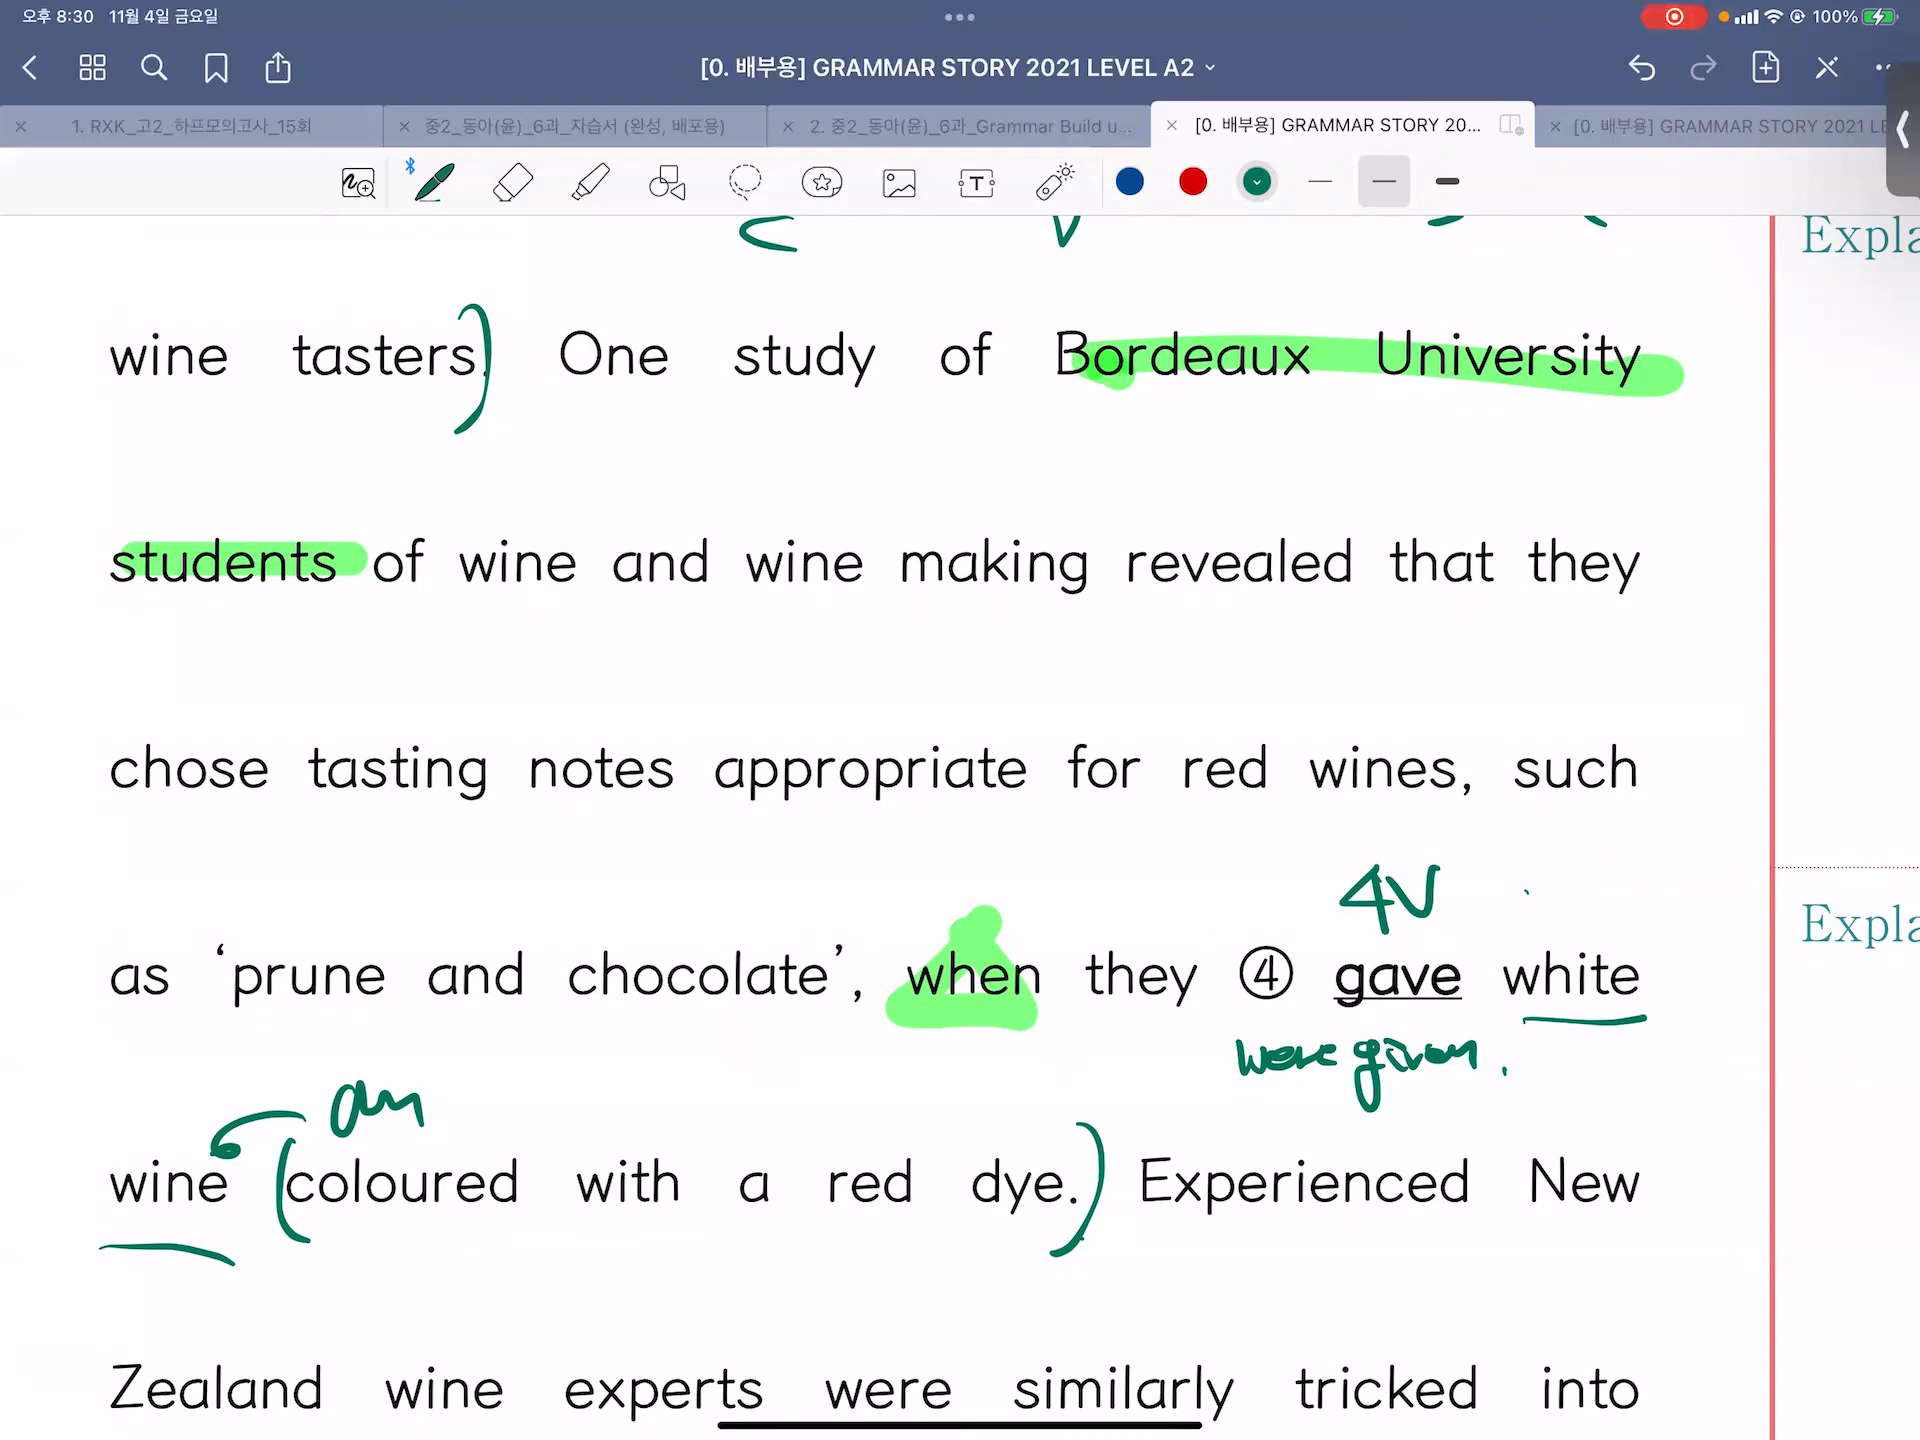 오후 8:30 11월 4일 금요일
100%
[0. 배부용] GRAMMAR STORY 2021 LEVEL A2
1. RXK_고2_하프모의고사_15회
중2_동아(윤)_6과_자습서 (완성, 배포용)
2. 중2_동아(윤)_6과_Grammar Build u...
[0. 배부용] GRAMMAR STORY 20...
[0. 배부용] GRAMMAR STORY 2021 LE
Expla
wine tasters. One study of Bordeaux University
students of wine and wine making revealed that they
chose tasting notes appropriate for red wines, such
4V
as ‘prune and chocolate’, when they ④ gave white
Expla
were given.
an
wine (coloured with a red dye.) Experienced New
Zealand wine experts were similarly tricked into